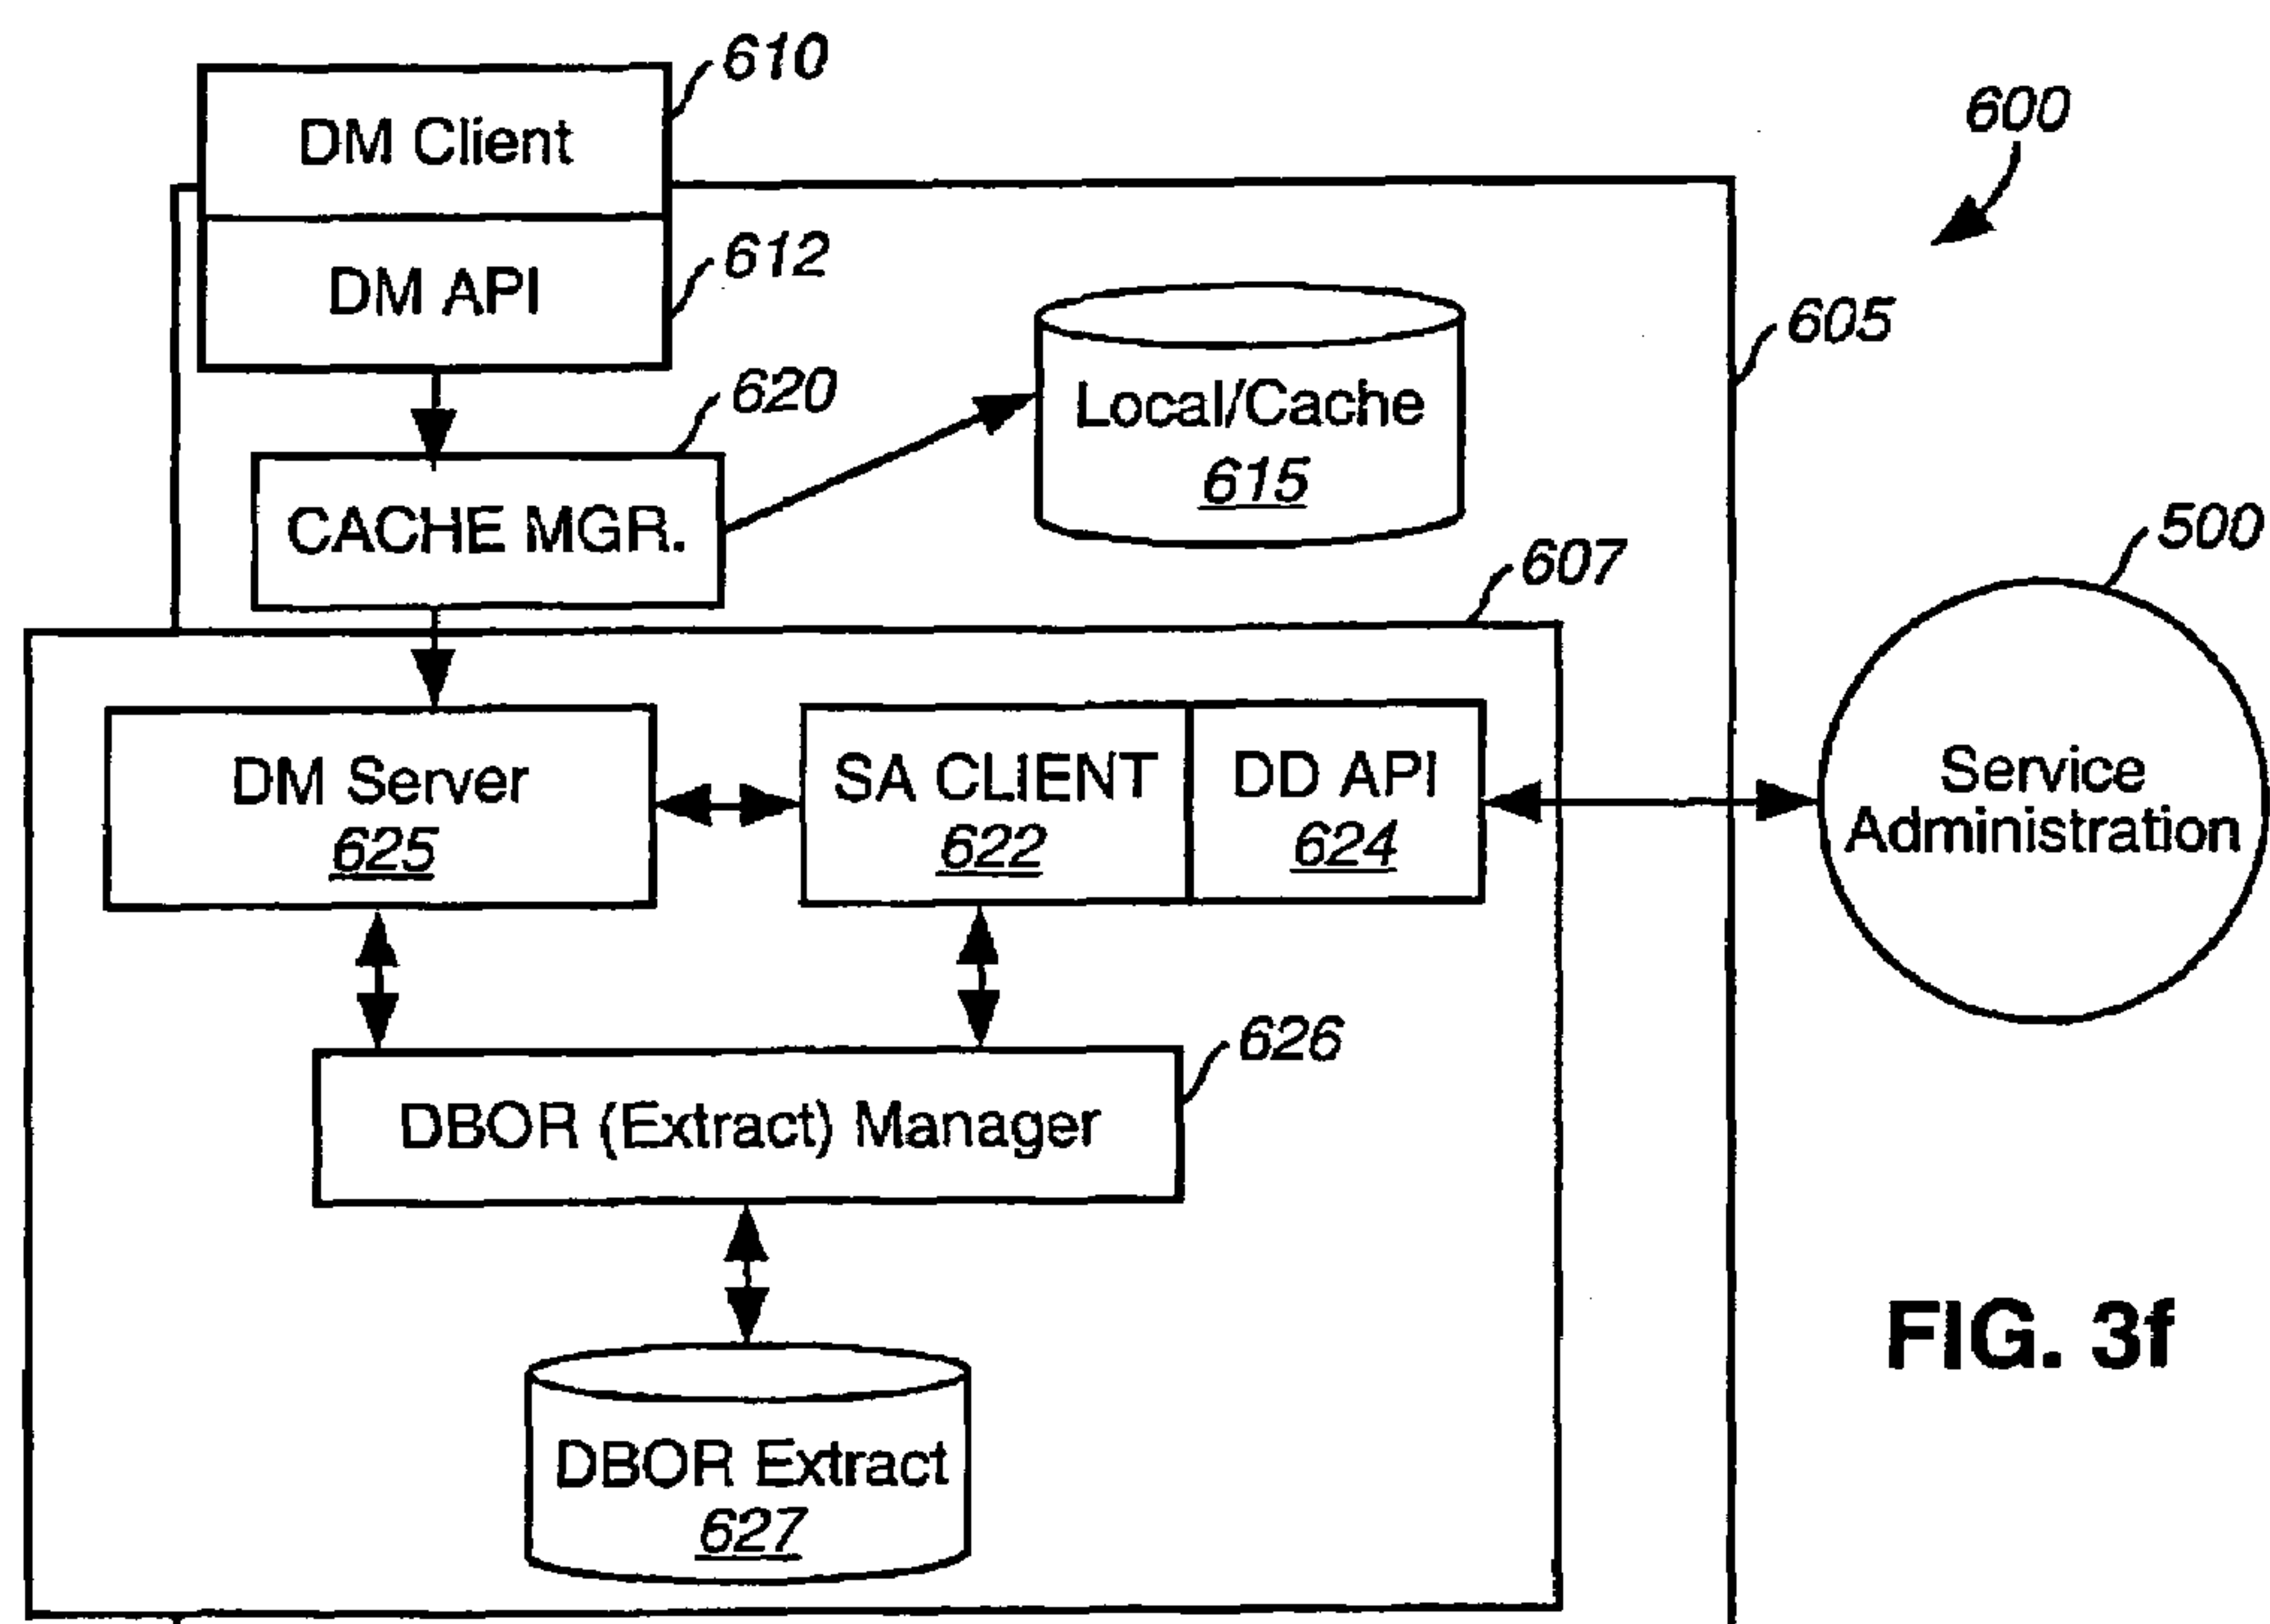 610
DM Client
600
612
DM API
605
620
Local/Cache
615
CACHE MGR.
500
607
DM Server
625
SA CLIENT
622
DD API
624
Service
Administration
626
DBOR (Extract) Manager
FIG. 3f
DBOR Extract
627